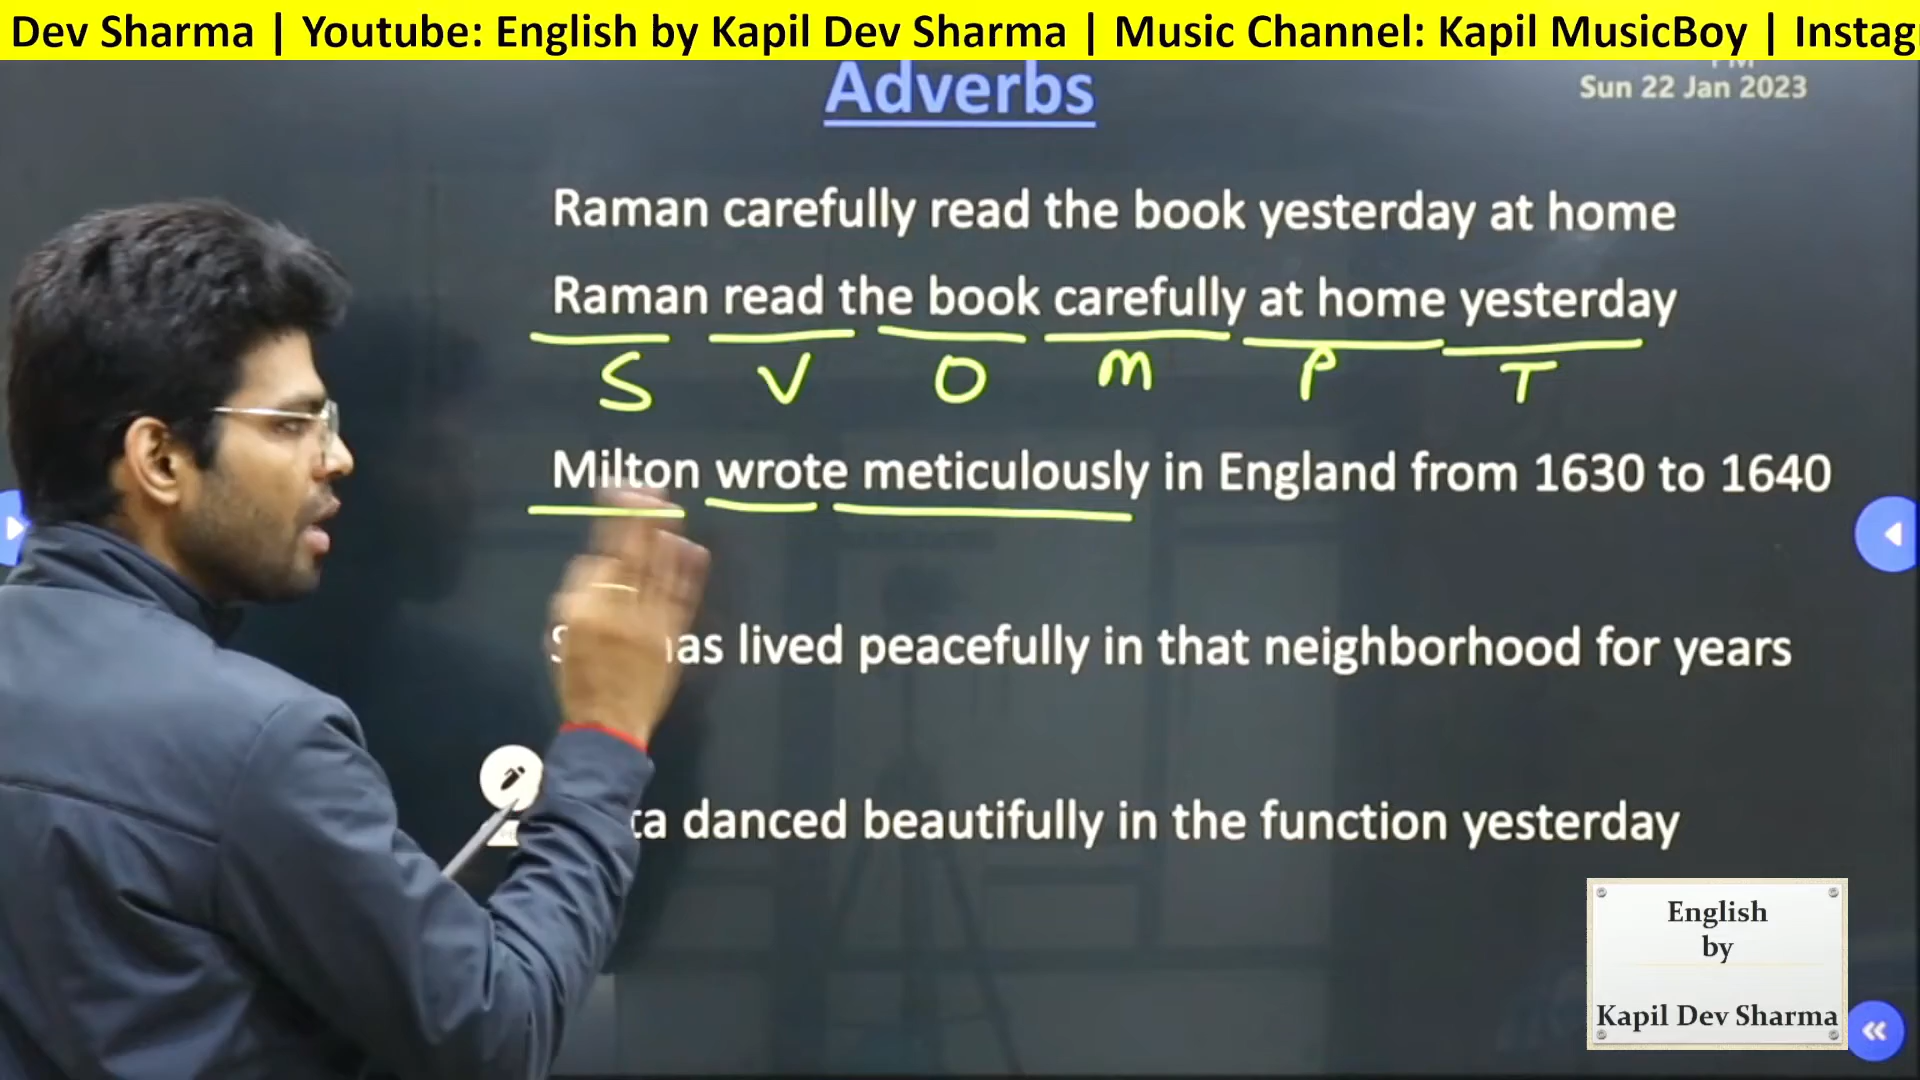 Dev Sharma | Youtube: English by Kapil Dev Sharma | Music Channel: Kapil MusicBoy |
Adverbs
Sun 22 Jan 2023
Raman carefully read the book yesterday at home
Raman read the book carefully at home yesterday
S V O M P T
Milton wrote meticulously in England from 1630 to 1640
lived peacefully in that neighborhood for years
danced beautifully in the function yesterday
English
by
Kapil Dev Sharma